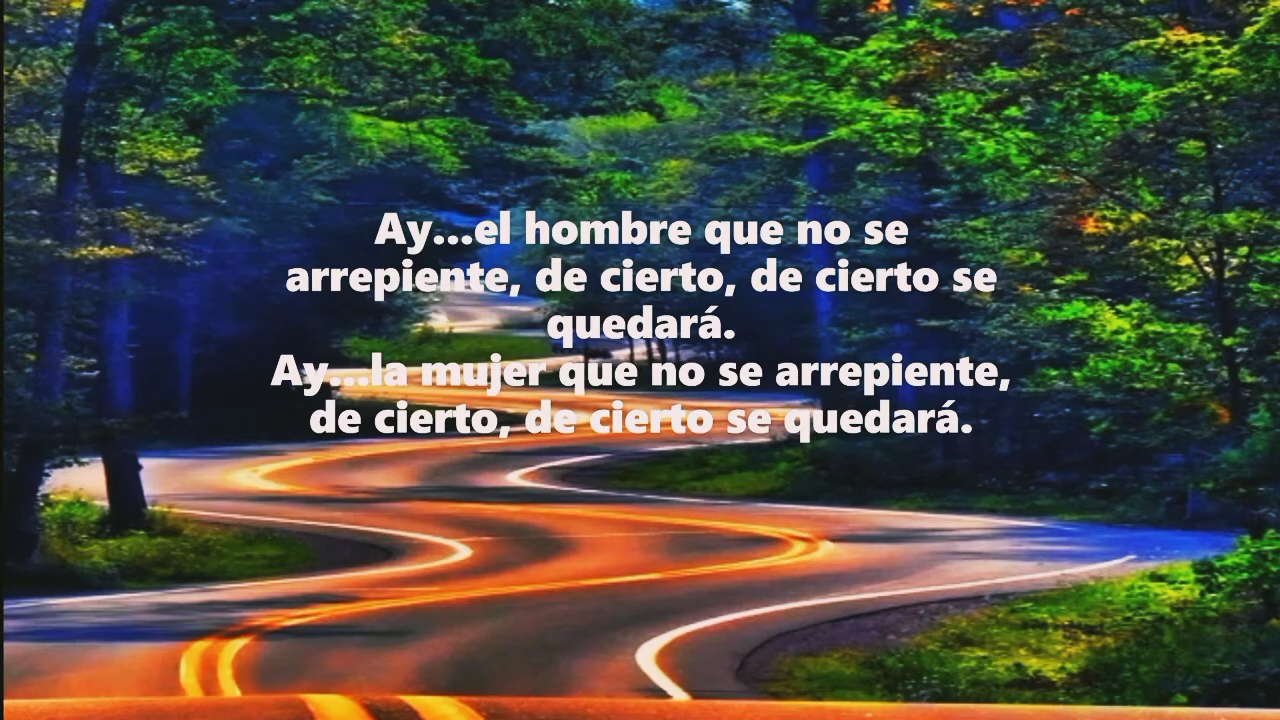 Ay...el hombre que no se
arrepiente, de cierto, de cierto se
quedará.
Ay...la mujer que no se arrepiente,
de cierto, de cierto se quedará.